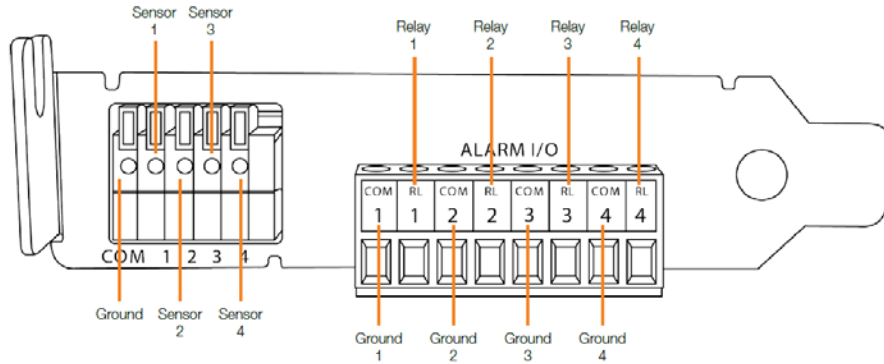 Sensor
1
Sensor
3
Relay
1
Relay
2
Relay
3
Relay
4
ALARM I/O
COM RL COM RL COM RL COM RL
1 1 2 2 3 3 4 4
COM 1 2 3 4
Ground
Sensor
2
Sensor
4
Ground
1
Ground
2
Ground
3
Ground
4